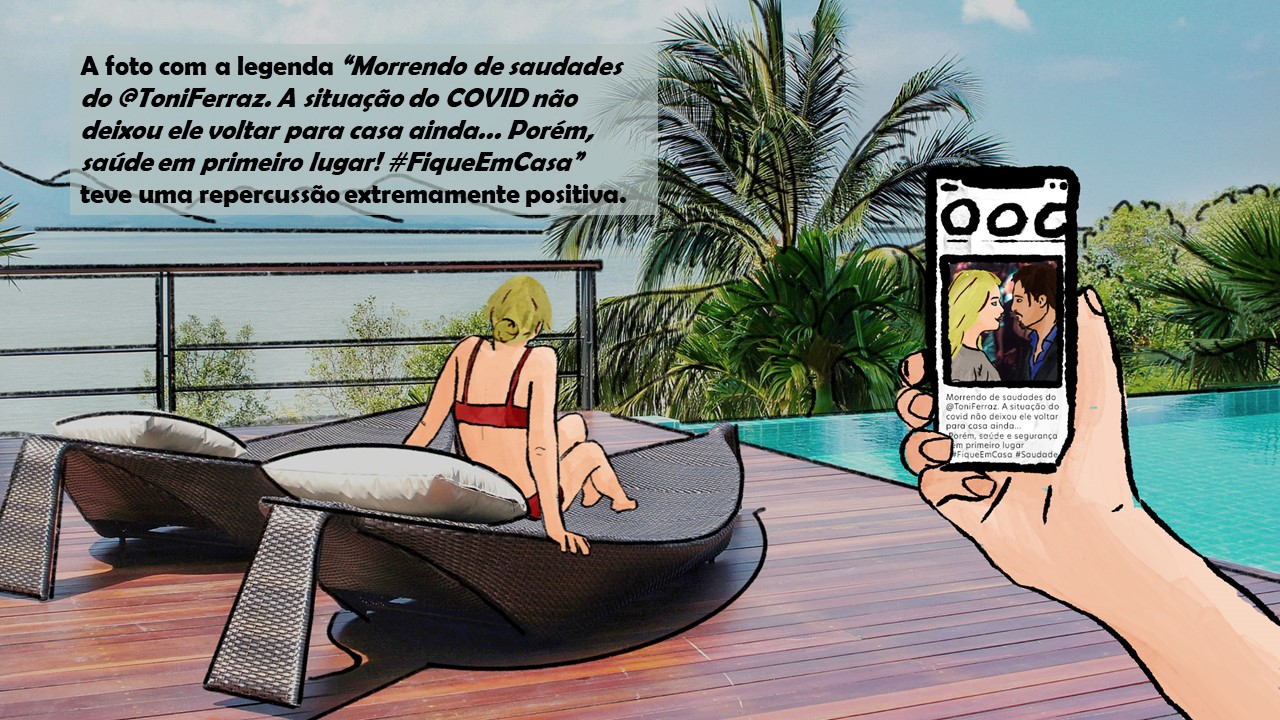 A foto com a legenda “Morrendo de saudades
do @ToniFerraz. A situação do COVID não
deixou ele voltar para casa ainda... Porém,
saúde em primeiro lugar! #FiqueEmCasa”
teve uma repercussão extremamente positiva.
Morrendo de saudades do
@ToniFerraz. A situação do
covid não deixou ele voltar
para casa ainda...
Porém, saúde e segurança
em primeiro lugar
#FiqueEmCasa #Saudade